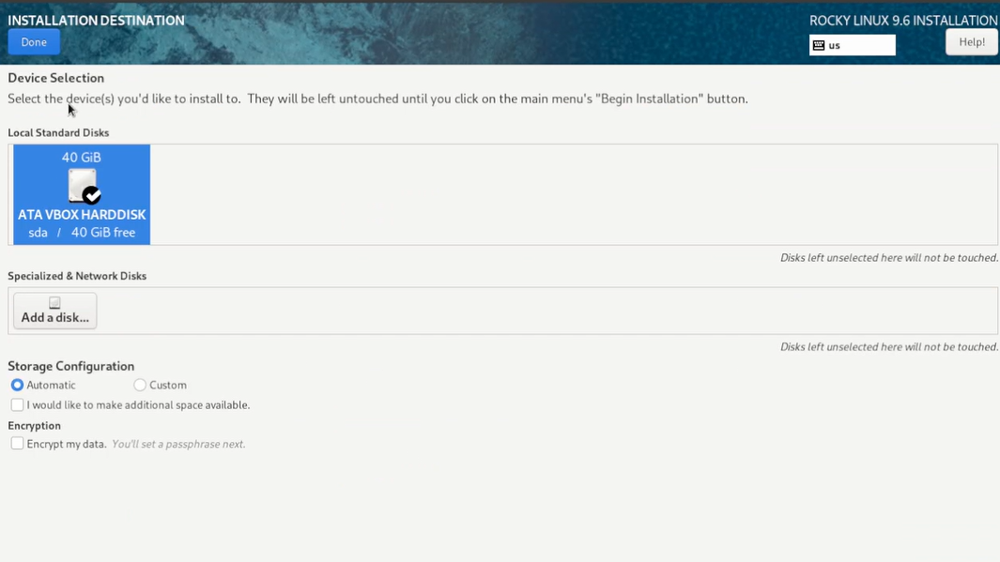 INSTALLATION DESTINATION
ROCKY LINUX 9.6 INSTALLATION
Done
us
Help!
Device Selection
Select the device(s) you'd like to install to.  They will be left untouched until you click on the main menu's "Begin Installation" button.
Local Standard Disks
40 GiB
ATA VBOX HARDDISK
sda / 40 GiB free
Disks left unselected here will not be touched.
Specialized & Network Disks
Add a disk...
Disks left unselected here will not be touched.
Storage Configuration
Automatic
Custom
I would like to make additional space available.
Encryption
Encrypt my data. You'll set a passphrase next.